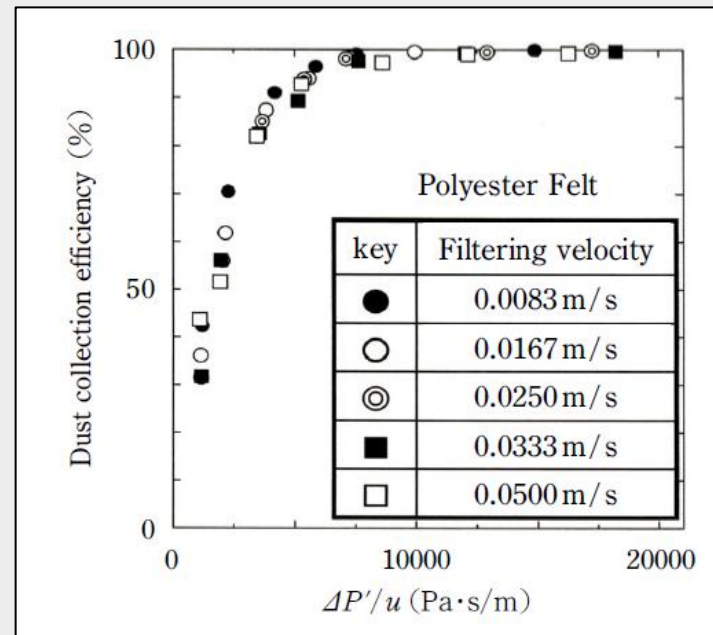 100
50
0
Dust collection efficiency (%)
Polyester Felt
key Filtering velocity
0.0083 m/s
0.0167 m/s
0.0250 m/s
0.0333 m/s
0.0500 m/s
0 10000 20000
ΔP′/u (Pa·s/m)